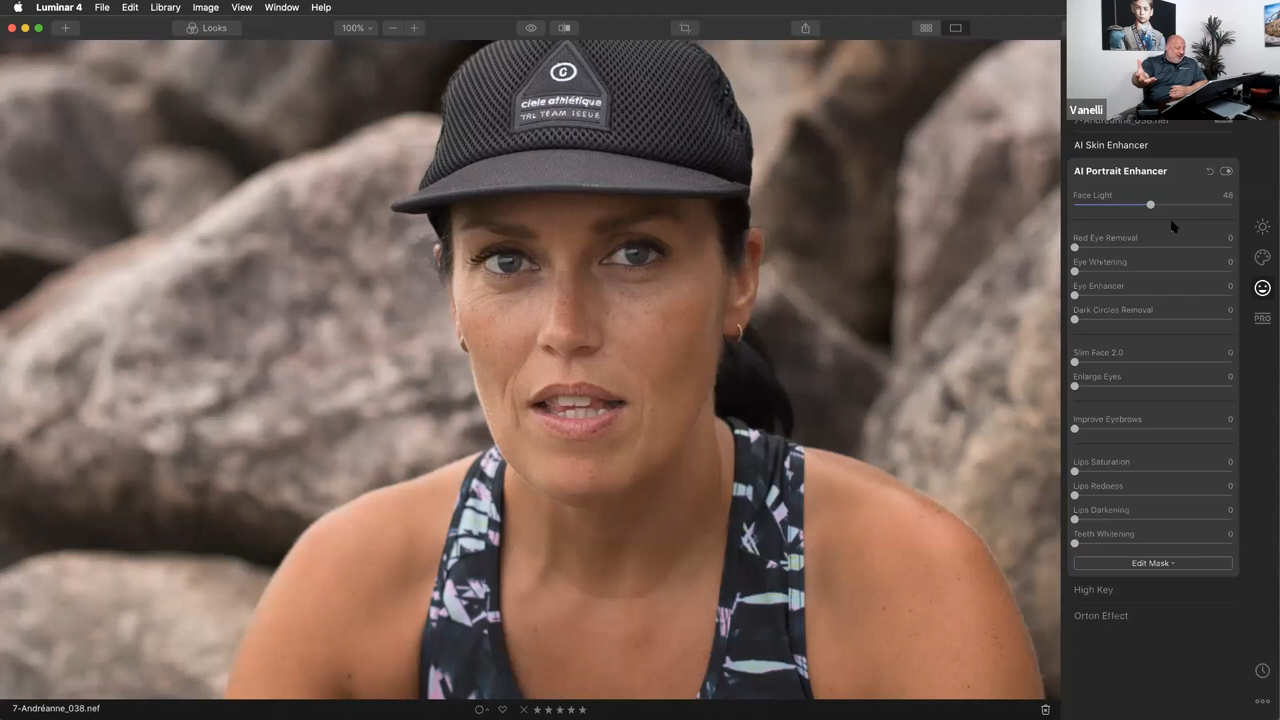 Luminar 4 File Edit Library Image View Window Help
Looks
100%
ciele athlétique
TRL TEAM ISSUE
Vanelli
7-Andréanne_038.nef
AI Skin Enhancer
AI Portrait Enhancer
Face Light 48
Red Eye Removal 0
Eye Whitening 0
Eye Enhancer 0
Dark Circles Removal 0
Slim Face 2.0 0
Enlarge Eyes 0
Improve Eyebrows 0
Lips Saturation 0
Lips Redness 0
Lips Darkening 0
Teeth Whitening 0
Edit Mask
High Key
Orton Effect
PRO
7-Andréanne_038.nef